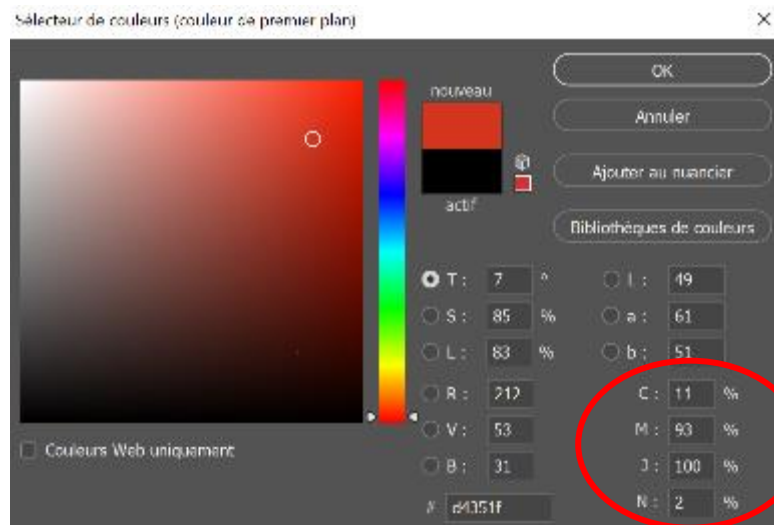 Sélecteur de couleurs (couleur de premier plan)
nouveau
actif
OK
Annuler
Ajouter au nuancier
Bibliothèques de couleurs
T : 7 °
S : 85 %
L : 83 %
R : 212
V : 53
B : 31
# d4351f
l : 49
a : 61
b : 51
C : 11 %
M : 93 %
J : 100 %
N : 2 %
Couleurs Web uniquement